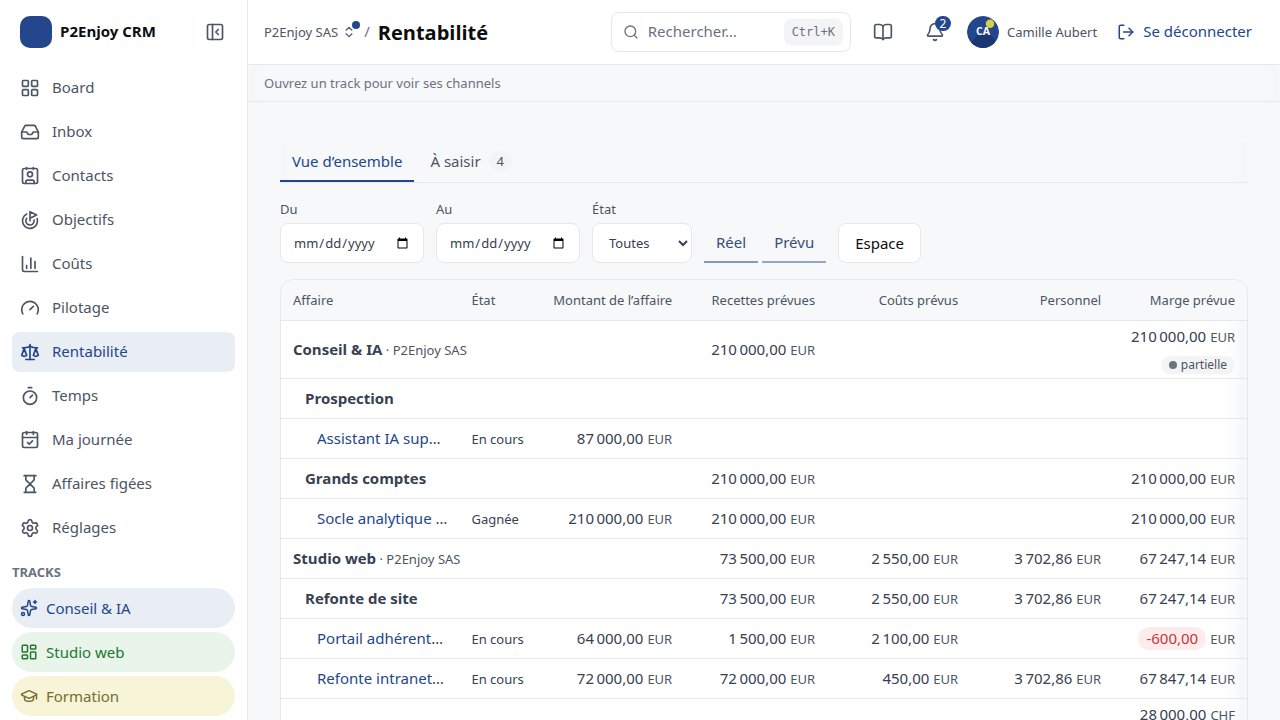 P2Enjoy CRM
Board
Inbox
Contacts
Objectifs
Coûts
Pilotage
Rentabilité
Temps
Ma journée
Affaires figées
Réglages
TRACKS
Conseil & IA
Studio web
Formation
P2Enjoy SAS / Rentabilité
Rechercher... Ctrl+K
2
CA Camille Aubert
Se déconnecter
Ouvrez un track pour voir ses channels
Vue d’ensemble À saisir 4
Du Au État
mm/dd/yyyy mm/dd/yyyy Toutes Réel Prévu Espace
Affaire État Montant de l’affaire Recettes prévues Coûts prévus Personnel Marge prévue
Conseil & IA · P2Enjoy SAS 210 000,00 EUR 210 000,00 EUR
partielle
Prospection
Assistant IA sup... En cours 87 000,00 EUR
Grands comptes 210 000,00 EUR 210 000,00 EUR
Socle analytique ... Gagnée 210 000,00 EUR 210 000,00 EUR 210 000,00 EUR
Studio web · P2Enjoy SAS 73 500,00 EUR 2 550,00 EUR 3 702,86 EUR 67 247,14 EUR
Refonte de site 73 500,00 EUR 2 550,00 EUR 3 702,86 EUR 67 247,14 EUR
Portail adhérent... En cours 64 000,00 EUR 1 500,00 EUR 2 100,00 EUR -600,00 EUR
Refonte intranet... En cours 72 000,00 EUR 72 000,00 EUR 450,00 EUR 3 702,86 EUR 67 847,14 EUR
28 000,00 CHF